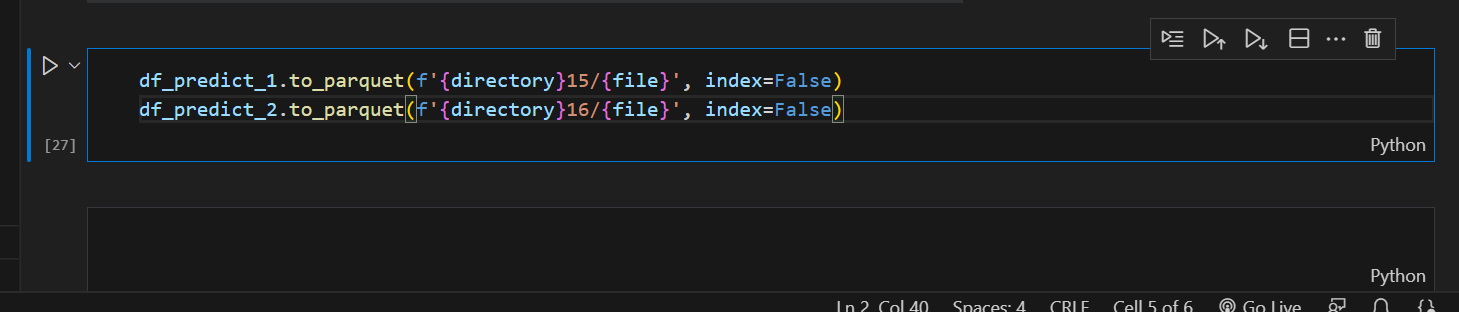 df_predict_1.to_parquet(f'{directory}15/{file}', index=False)
df_predict_2.to_parquet(f'{directory}16/{file}', index=False)
[27]
Python
Python
Ln 2, Col 40 Spaces: 4 CRLF Cell 5 of 6 Go Live